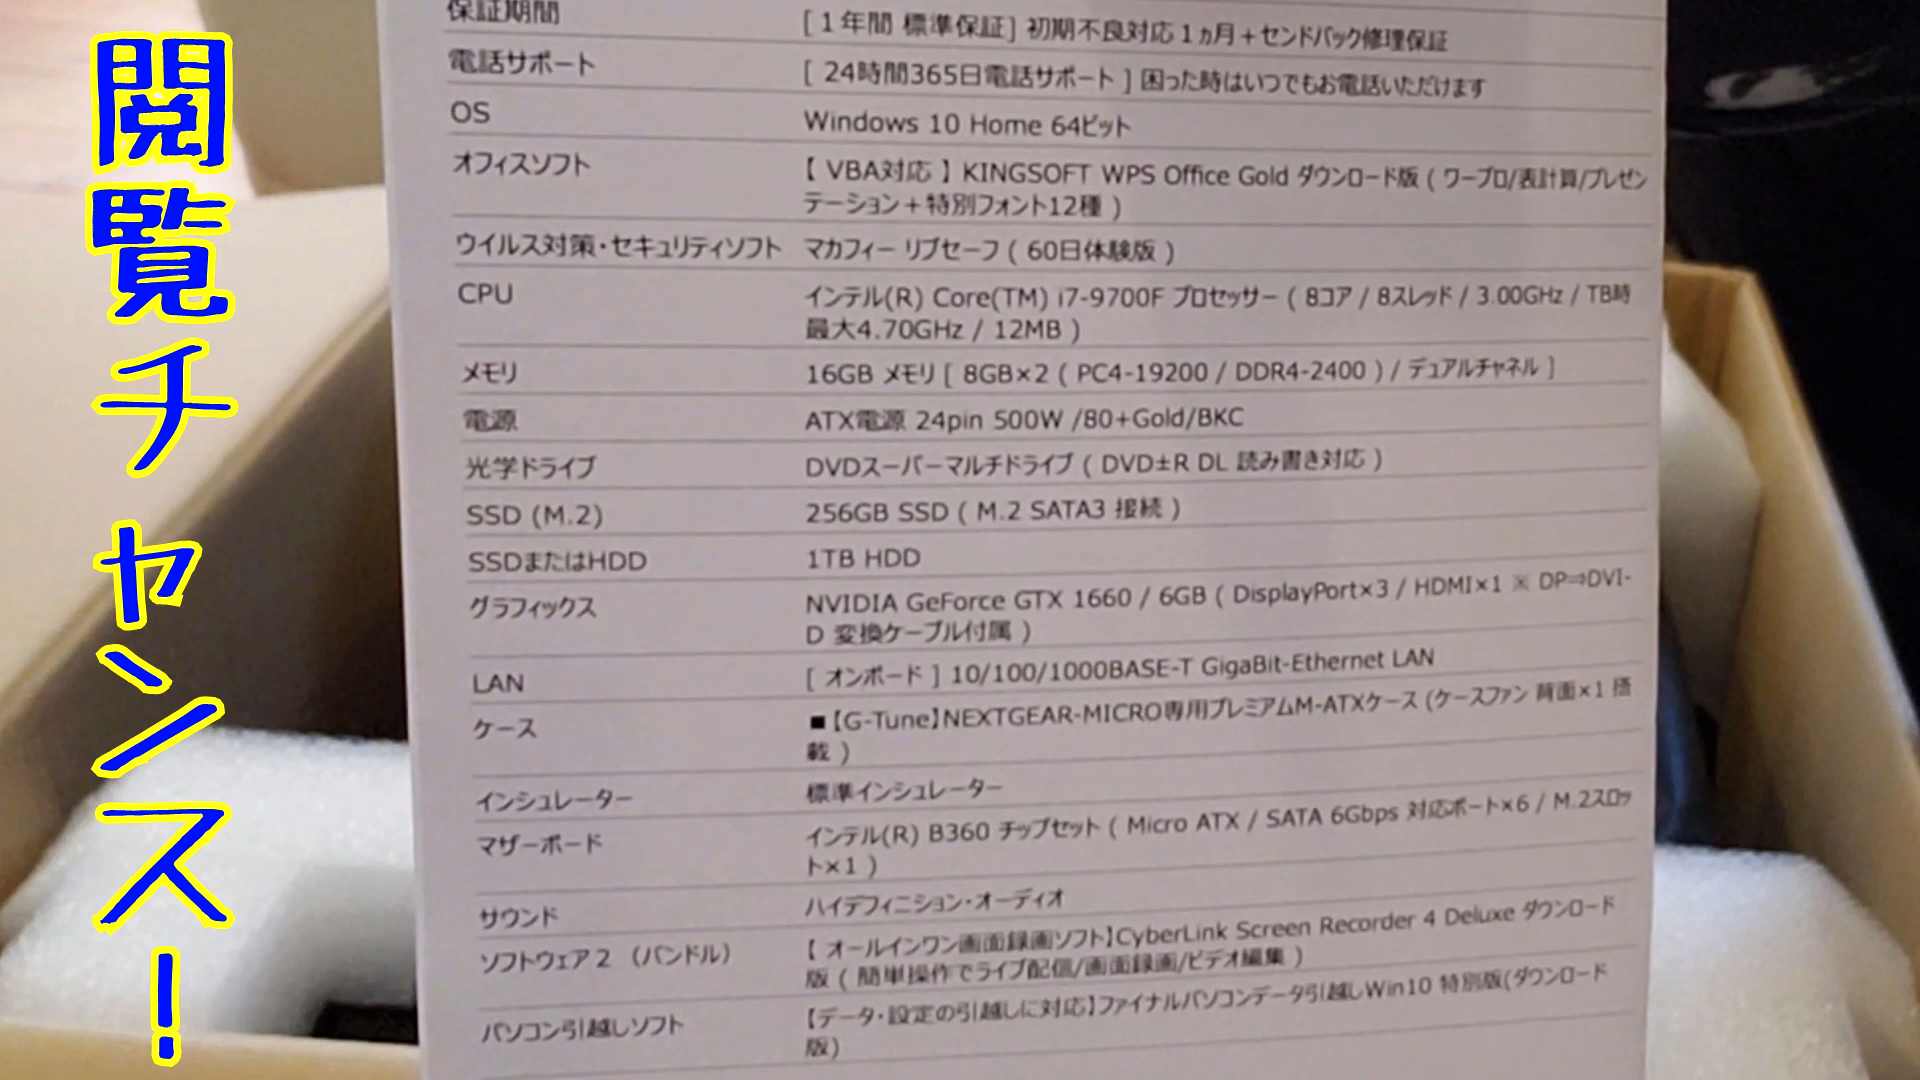 閲覧チャンス！
保証期間 [ 1年間 標準保証] 初期不良対応１ヵ月＋センドバック修理保証
電話サポート [ 24時間365日電話サポート ] 困った時はいつでもお電話いただけます
OS Windows 10 Home 64ビット
オフィスソフト 【 VBA対応 】 KINGSOFT WPS Office Gold ダウンロード版 ( ワープロ/表計算/プレゼン
テーション＋特別フォント12種 )
ウイルス対策・セキュリティソフト マカフィー リブセーフ ( 60日体験版 )
CPU インテル(R) Core(TM) i7-9700F プロセッサー ( 8コア / 8スレッド / 3.00GHz / TB時
最大4.70GHz / 12MB )
メモリ 16GB メモリ [ 8GB×2 ( PC4-19200 / DDR4-2400 ) / デュアルチャネル ]
電源 ATX電源 24pin 500W /80+Gold/BKC
光学ドライブ DVDスーパーマルチドライブ ( DVD±R DL 読み書き対応 )
SSD (M.2) 256GB SSD ( M.2 SATA3 接続 )
SSDまたはHDD 1TB HDD
グラフィックス NVIDIA GeForce GTX 1660 / 6GB ( DisplayPort×3 / HDMI×1 ※ DP⇒DVI-
D 変換ケーブル付属 )
LAN [ オンボード ] 10/100/1000BASE-T GigaBit-Ethernet LAN
ケース ■【G-Tune】NEXTGEAR-MICRO専用プレミアムM-ATXケース (ケースファン 背面×1 搭
載 )
インシュレーター 標準インシュレーター
マザーボード インテル(R) B360 チップセット ( Micro ATX / SATA 6Gbps 対応ポート×6 / M.2スロッ
ト×1 )
サウンド ハイデフィニション・オーディオ
ソフトウェア２（バンドル） 【 オールインワン画面録画ソフト】CyberLink Screen Recorder 4 Deluxe ダウンロード
版 ( 簡単操作でライブ配信/画面録画/ビデオ編集 )
パソコン引越しソフト 【データ・設定の引越しに対応】ファイナルパソコンデータ引越しWin10 特別版(ダウンロード
版)